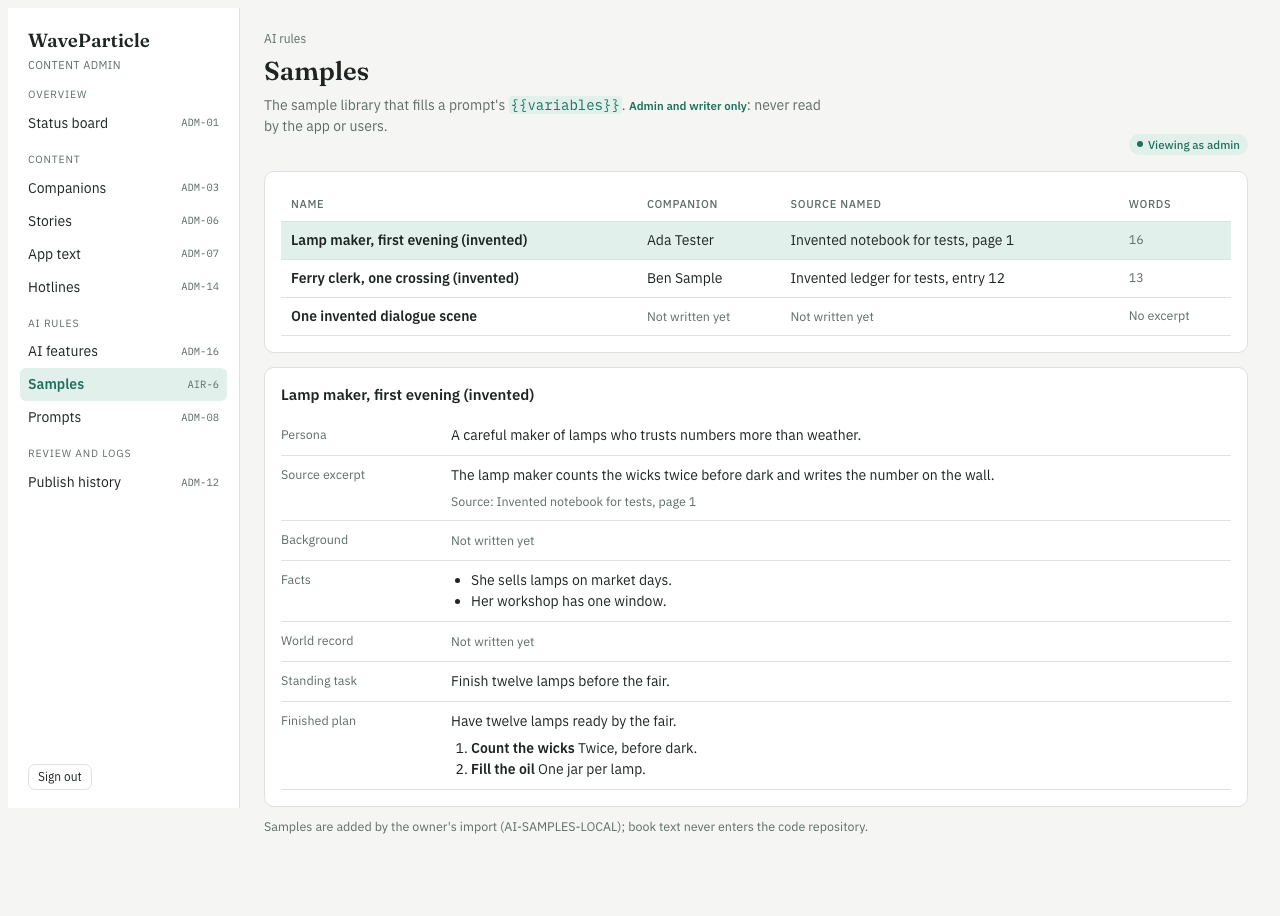 WaveParticle
CONTENT ADMIN
OVERVIEW
Status board ADM-01
CONTENT
Companions ADM-03
Stories ADM-06
App text ADM-07
Hotlines ADM-14
AI RULES
AI features ADM-16
Samples AIR-6
Prompts ADM-08
REVIEW AND LOGS
Publish history ADM-12
Sign out
AI rules
Samples
The sample library that fills a prompt's {{variables}}. Admin and writer only: never read
by the app or users.
Viewing as admin
NAME COMPANION SOURCE NAMED WORDS
Lamp maker, first evening (invented) Ada Tester Invented notebook for tests, page 1 16
Ferry clerk, one crossing (invented) Ben Sample Invented ledger for tests, entry 12 13
One invented dialogue scene Not written yet Not written yet No excerpt
Lamp maker, first evening (invented)
Persona A careful maker of lamps who trusts numbers more than weather.
Source excerpt The lamp maker counts the wicks twice before dark and writes the number on the wall.
Source: Invented notebook for tests, page 1
Background Not written yet
Facts • She sells lamps on market days.
• Her workshop has one window.
World record Not written yet
Standing task Finish twelve lamps before the fair.
Finished plan Have twelve lamps ready by the fair.
1. Count the wicks Twice, before dark.
2. Fill the oil One jar per lamp.
Samples are added by the owner's import (AI-SAMPLES-LOCAL); book text never enters the code repository.